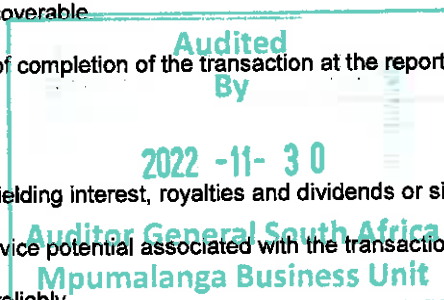 overable
Audited
of completion of the transaction at the report
By
2022 -11- 30
ielding interest, royalties and dividends or si
Auditor General South Africa
vice potential associated with the transactio
Mpumalanga Business Unit
reliably